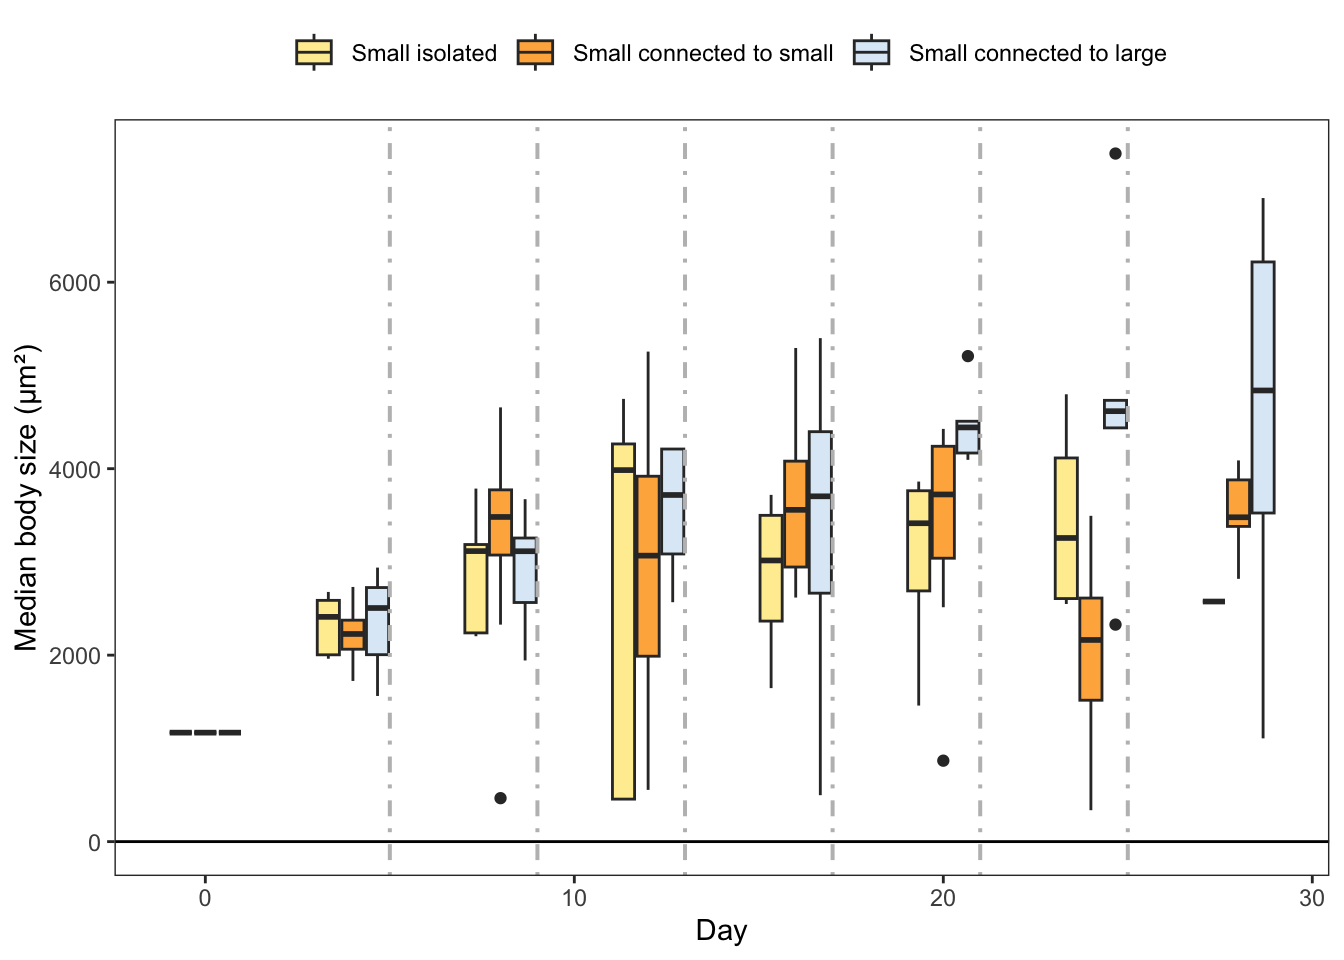 Small isolated Small connected to small Small connected to large
Median body size (µm²)
6000
4000
2000
0
0 10 20 30
Day